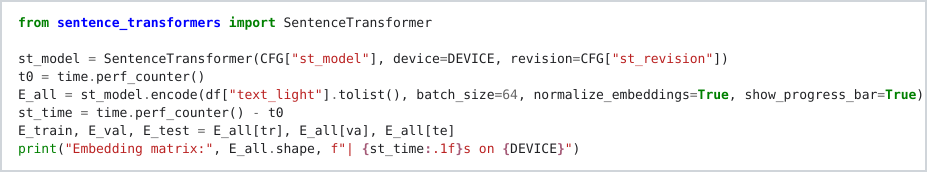 from sentence_transformers import SentenceTransformer
st_model = SentenceTransformer(CFG["st_model"], device=DEVICE, revision=CFG["st_revision"])
t0 = time.perf_counter()
E_all = st_model.encode(df["text_light"].tolist(), batch_size=64, normalize_embeddings=True, show_progress_bar=True)
st_time = time.perf_counter() - t0
E_train, E_val, E_test = E_all[tr], E_all[va], E_all[te]
print("Embedding matrix:", E_all.shape, f"| {st_time:.1f}s on {DEVICE}")